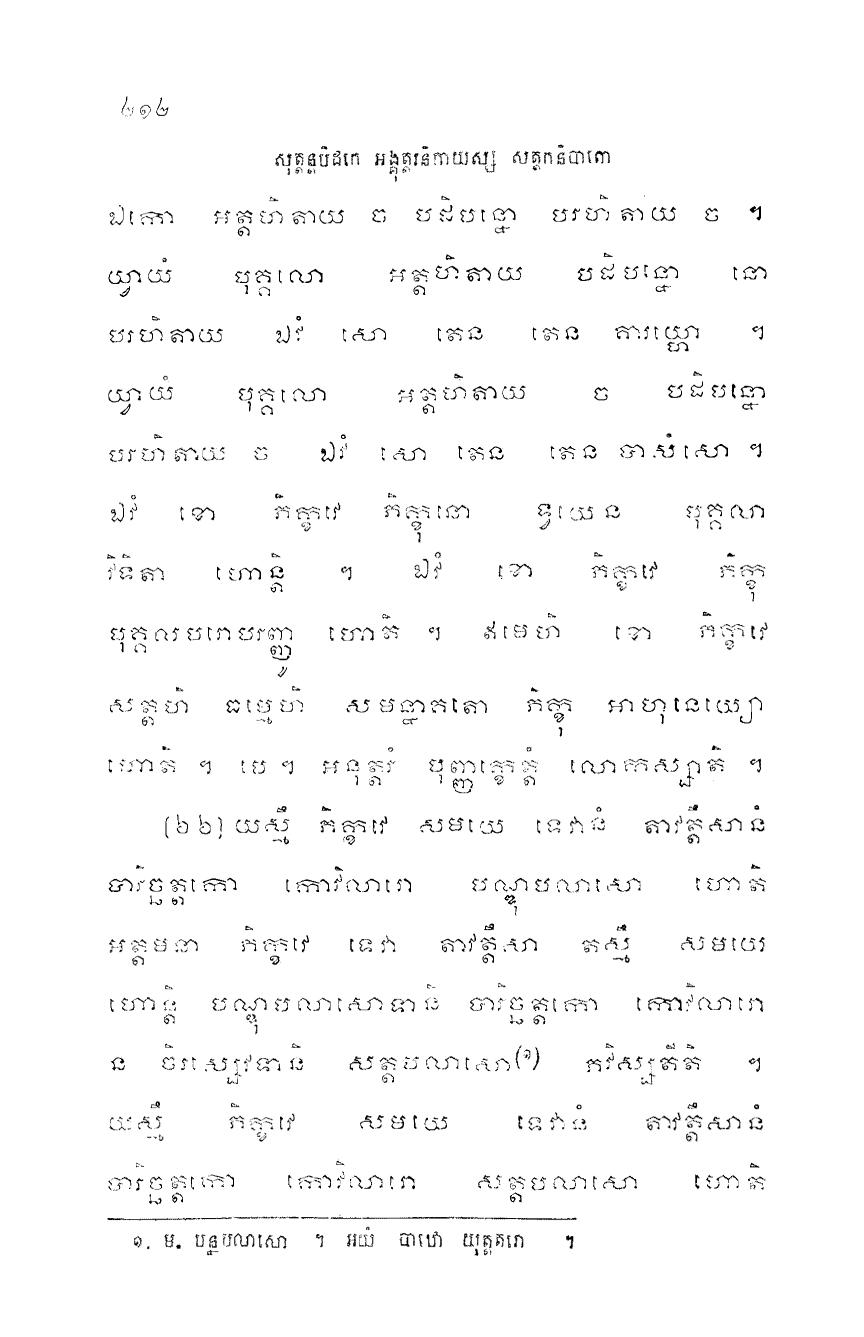 ២១២
សុត្តន្តបិដកេ អង្គុត្តរនិកាយស្ស សត្តកនិបាតោ
ឯកោ អត្តហិតាយ ច បដិបន្នោ បរហិតាយ ច ។
យ្វាយំ បុគ្គលោ អត្តហិតាយ បដិបន្នោ នោ
បរហិតាយ ឯវំ សោ តេន តេន គារយ្ហោ ។
យ្វាយំ បុគ្គលោ អត្តហិតាយ ច បដិបន្នោ
បរហិតាយ ច ឯវំ សោ តេន តេន បាសំសោ ។
ឯវំ ខោ ភិក្ខវេ ភិក្ខុនោ ទ្វយេន បុគ្គលា
វិទិតា ហោន្តិ ។ ឯវំ ខោ ភិក្ខវេ ភិក្ខុ
បុគ្គលបរោបរញ្ញូ ហោតិ ។ ឥមេហិ ខោ ភិក្ខវេ
សត្តហិ ធម្មេហិ សមន្នាគតោ ភិក្ខុ អាហុនេយ្យោ
ហោតិ ។ បេ ។ អនុត្តរំ បុញ្ញក្ខេត្តំ លោកស្សាតិ ។
(៦៦) យស្មឹ ភិក្ខវេ សមយេ ទេវានំ តាវត្តឹសានំ
បារិច្ឆត្តកោ កោវិលារោ បណ្ឌុបលាសោ ហោតិ
អត្តមនា ភិក្ខវេ ទេវា តាវត្តឹសា តស្មឹ សមយេ
ហោន្តិ បណ្ឌុបលាសោទានិ បារិច្ឆត្តកោ កោវិលារោ
ន ចិរស្សេវទានិ សត្តបលាសោ(១) ភវិស្សតីតិ ។
យស្មឹ ភិក្ខវេ សមយេ ទេវានំ តាវត្តឹសានំ
បារិច្ឆត្តកោ កោវិលារោ សត្តបលាសោ ហោតិ
១. ម. បន្នបលាសោ ។ អយំ បាឋោ យុត្តតរោ ។